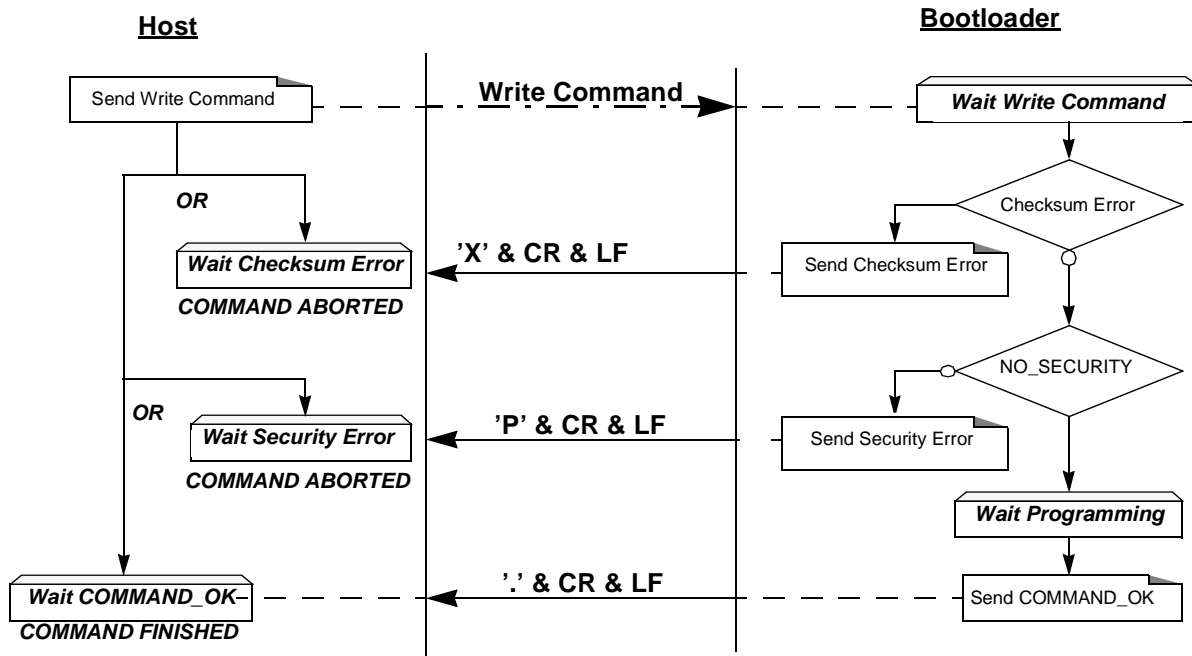 Host
Bootloader
Send Write Command
Write Command
Wait Write Command
OR
Checksum Error
Wait Checksum Error
'X' & CR & LF
Send Checksum Error
COMMAND ABORTED
NO_SECURITY
OR
Wait Security Error
'P' & CR & LF
Send Security Error
COMMAND ABORTED
Wait Programming
Wait COMMAND_OK
'.' & CR & LF
Send COMMAND_OK
COMMAND FINISHED